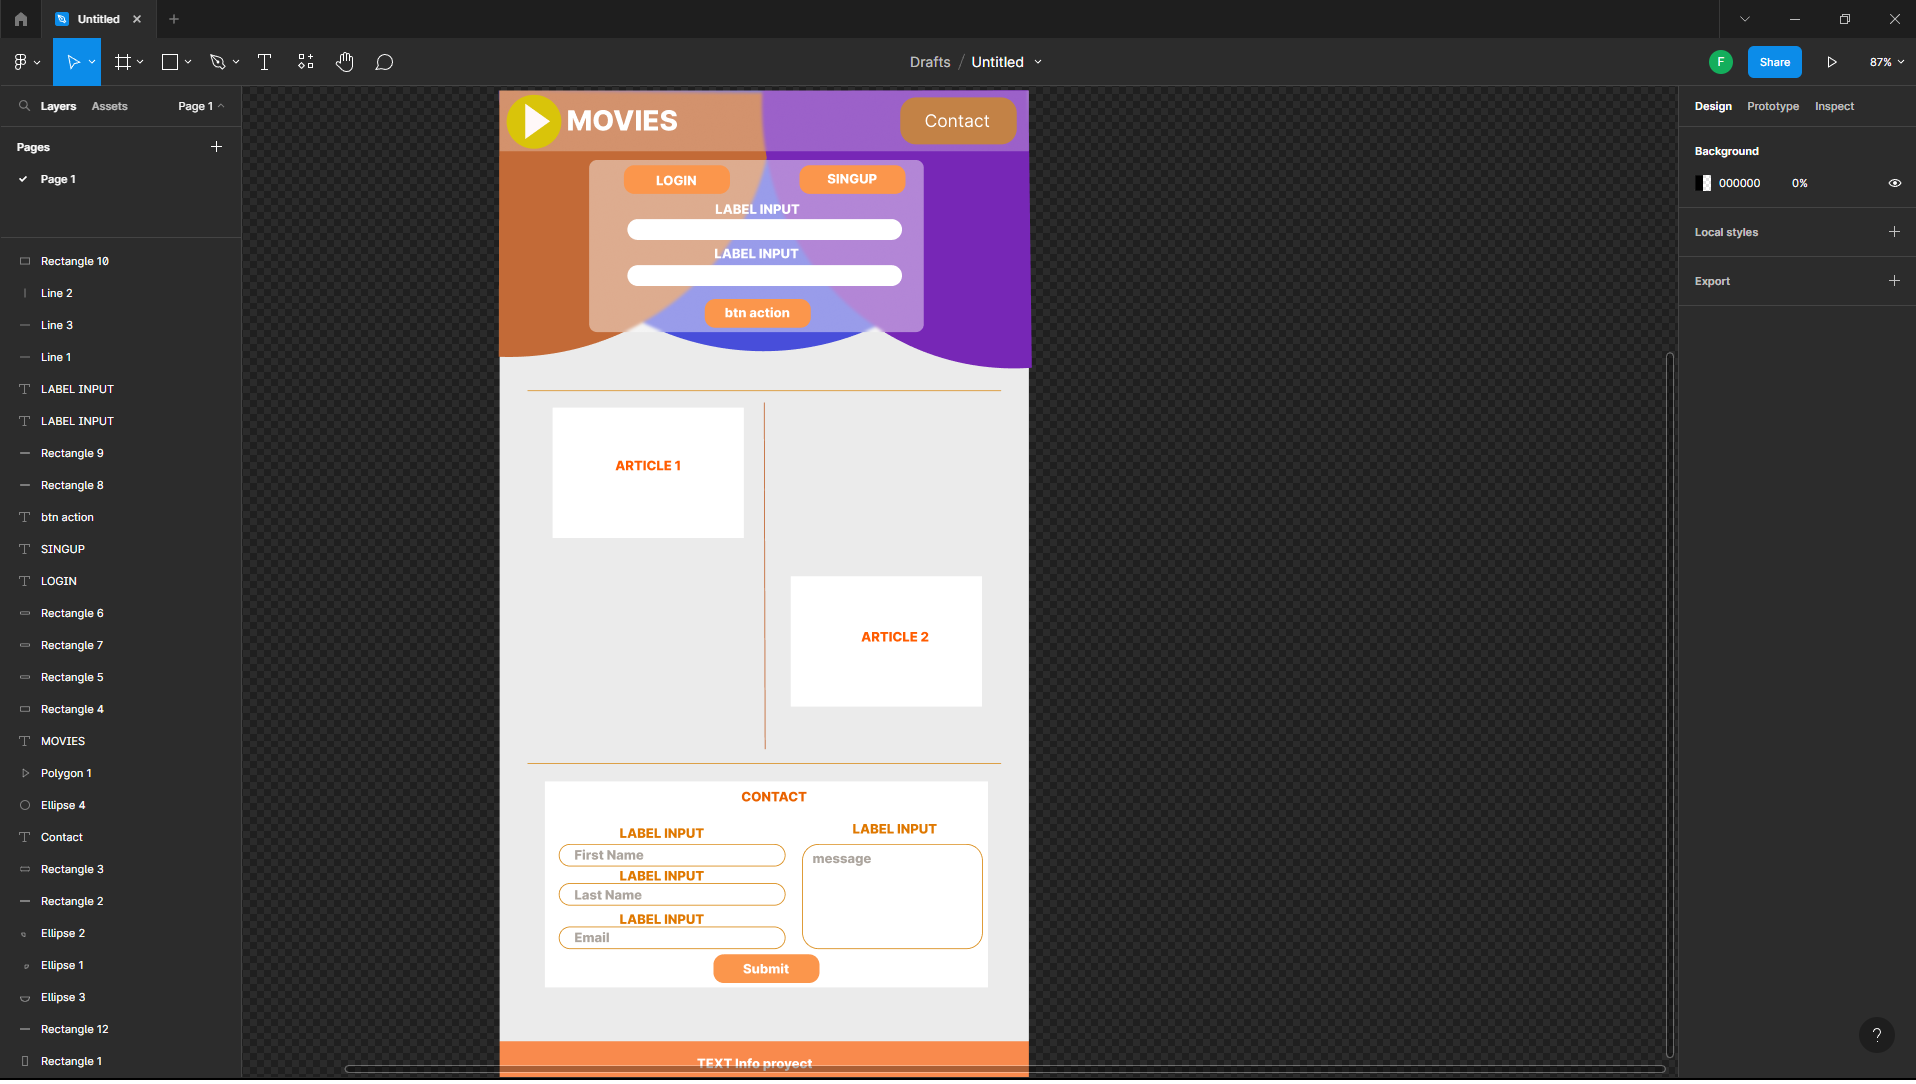 Untitled
Drafts / Untitled
F
Share
87%
Layers
Assets
Page 1
Pages
Page 1
Rectangle 10
Line 2
Line 3
Line 1
LABEL INPUT
LABEL INPUT
Rectangle 9
Rectangle 8
btn action
SINGUP
LOGIN
Rectangle 6
Rectangle 7
Rectangle 5
Rectangle 4
MOVIES
Polygon 1
Ellipse 4
Contact
Rectangle 3
Rectangle 2
Ellipse 2
Ellipse 1
Ellipse 3
Rectangle 12
Rectangle 1
MOVIES
Contact
LOGIN
SINGUP
LABEL INPUT
LABEL INPUT
btn action
ARTICLE 1
ARTICLE 2
CONTACT
LABEL INPUT
First Name
LABEL INPUT
Last Name
LABEL INPUT
Email
LABEL INPUT
message
Submit
TEXT Info proyect
Design
Prototype
Inspect
Background
000000
0%
Local styles
Export
?